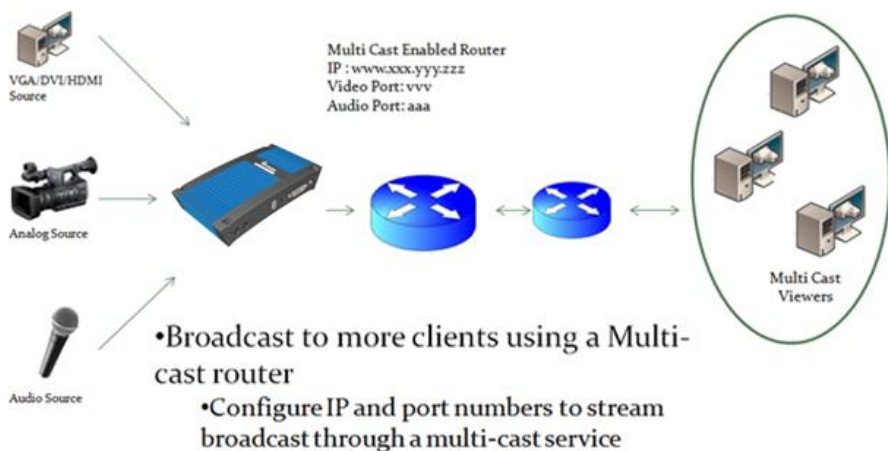 VGA/DVI/HDMI
Source
Multi Cast Enabled Router
IP : www.xxx.yyy.zzz
Video Port: vvv
Audio Port: aaa
Analog Source
Multi Cast
Viewers
Audio Source
•Broadcast to more clients using a Multi-
cast router
•Configure IP and port numbers to stream
broadcast through a multi-cast service